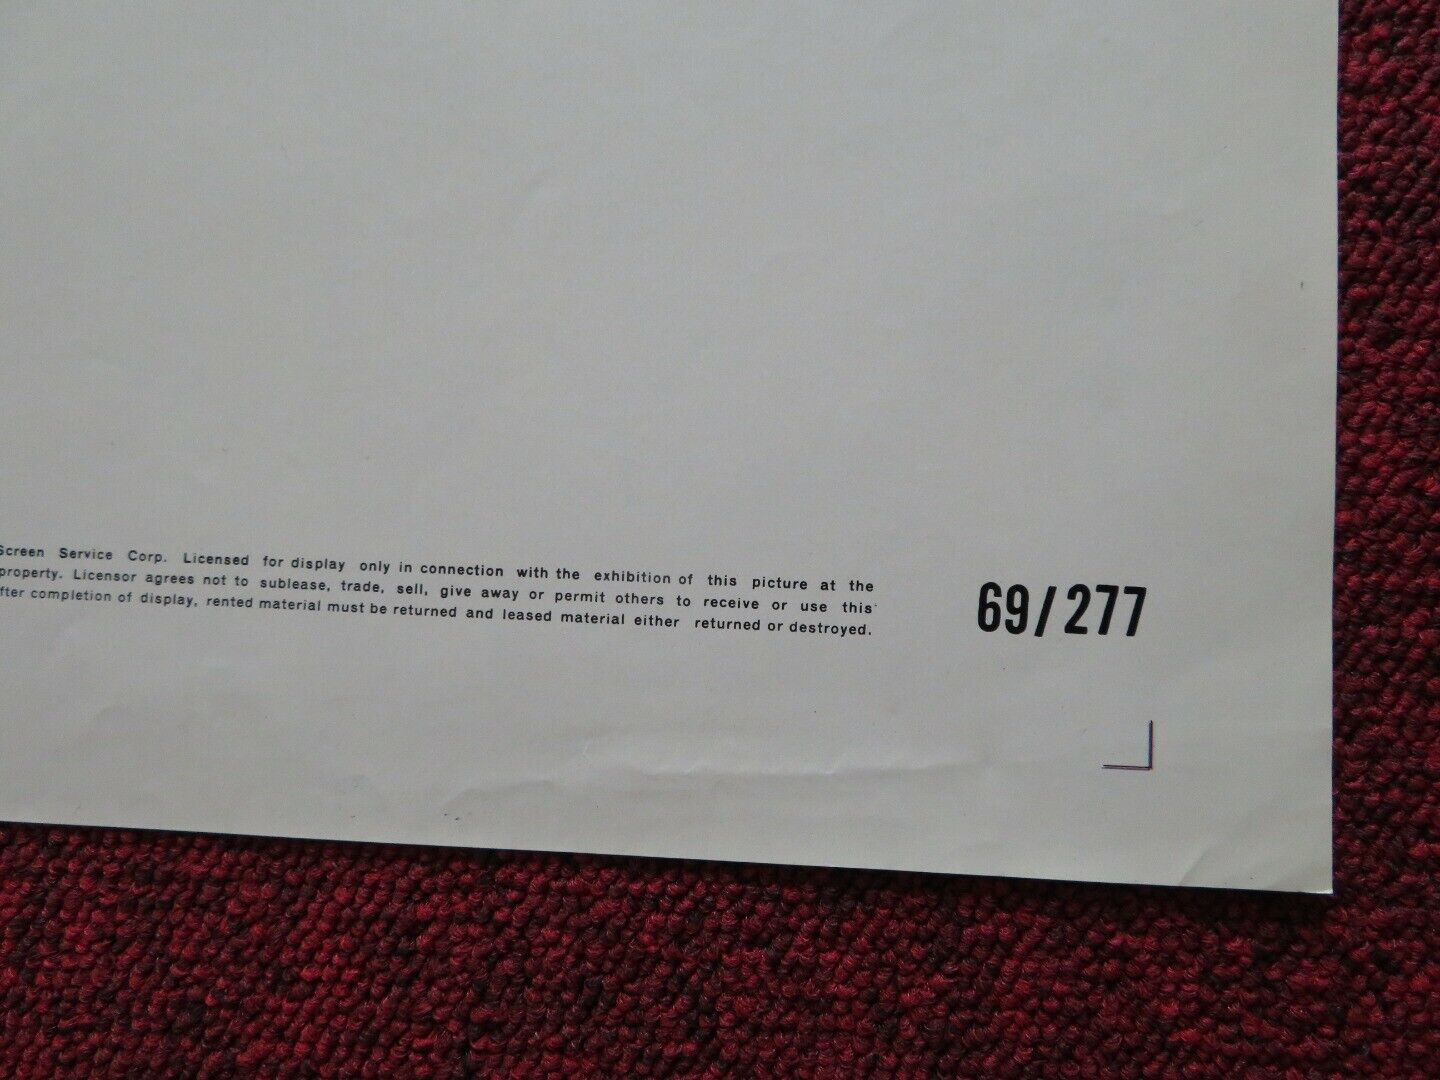 Screen Service Corp. Licensed for display only in connection with the exhibition of this picture at the
property. Licensor agrees not to sublease, trade, sell, give away or permit others to receive or use this
fter completion of display, rented material must be returned and leased material either returned or destroyed.
69/277